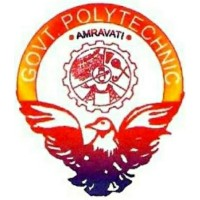 GOVT. POLYTECHNIC
• AMRAVATI •